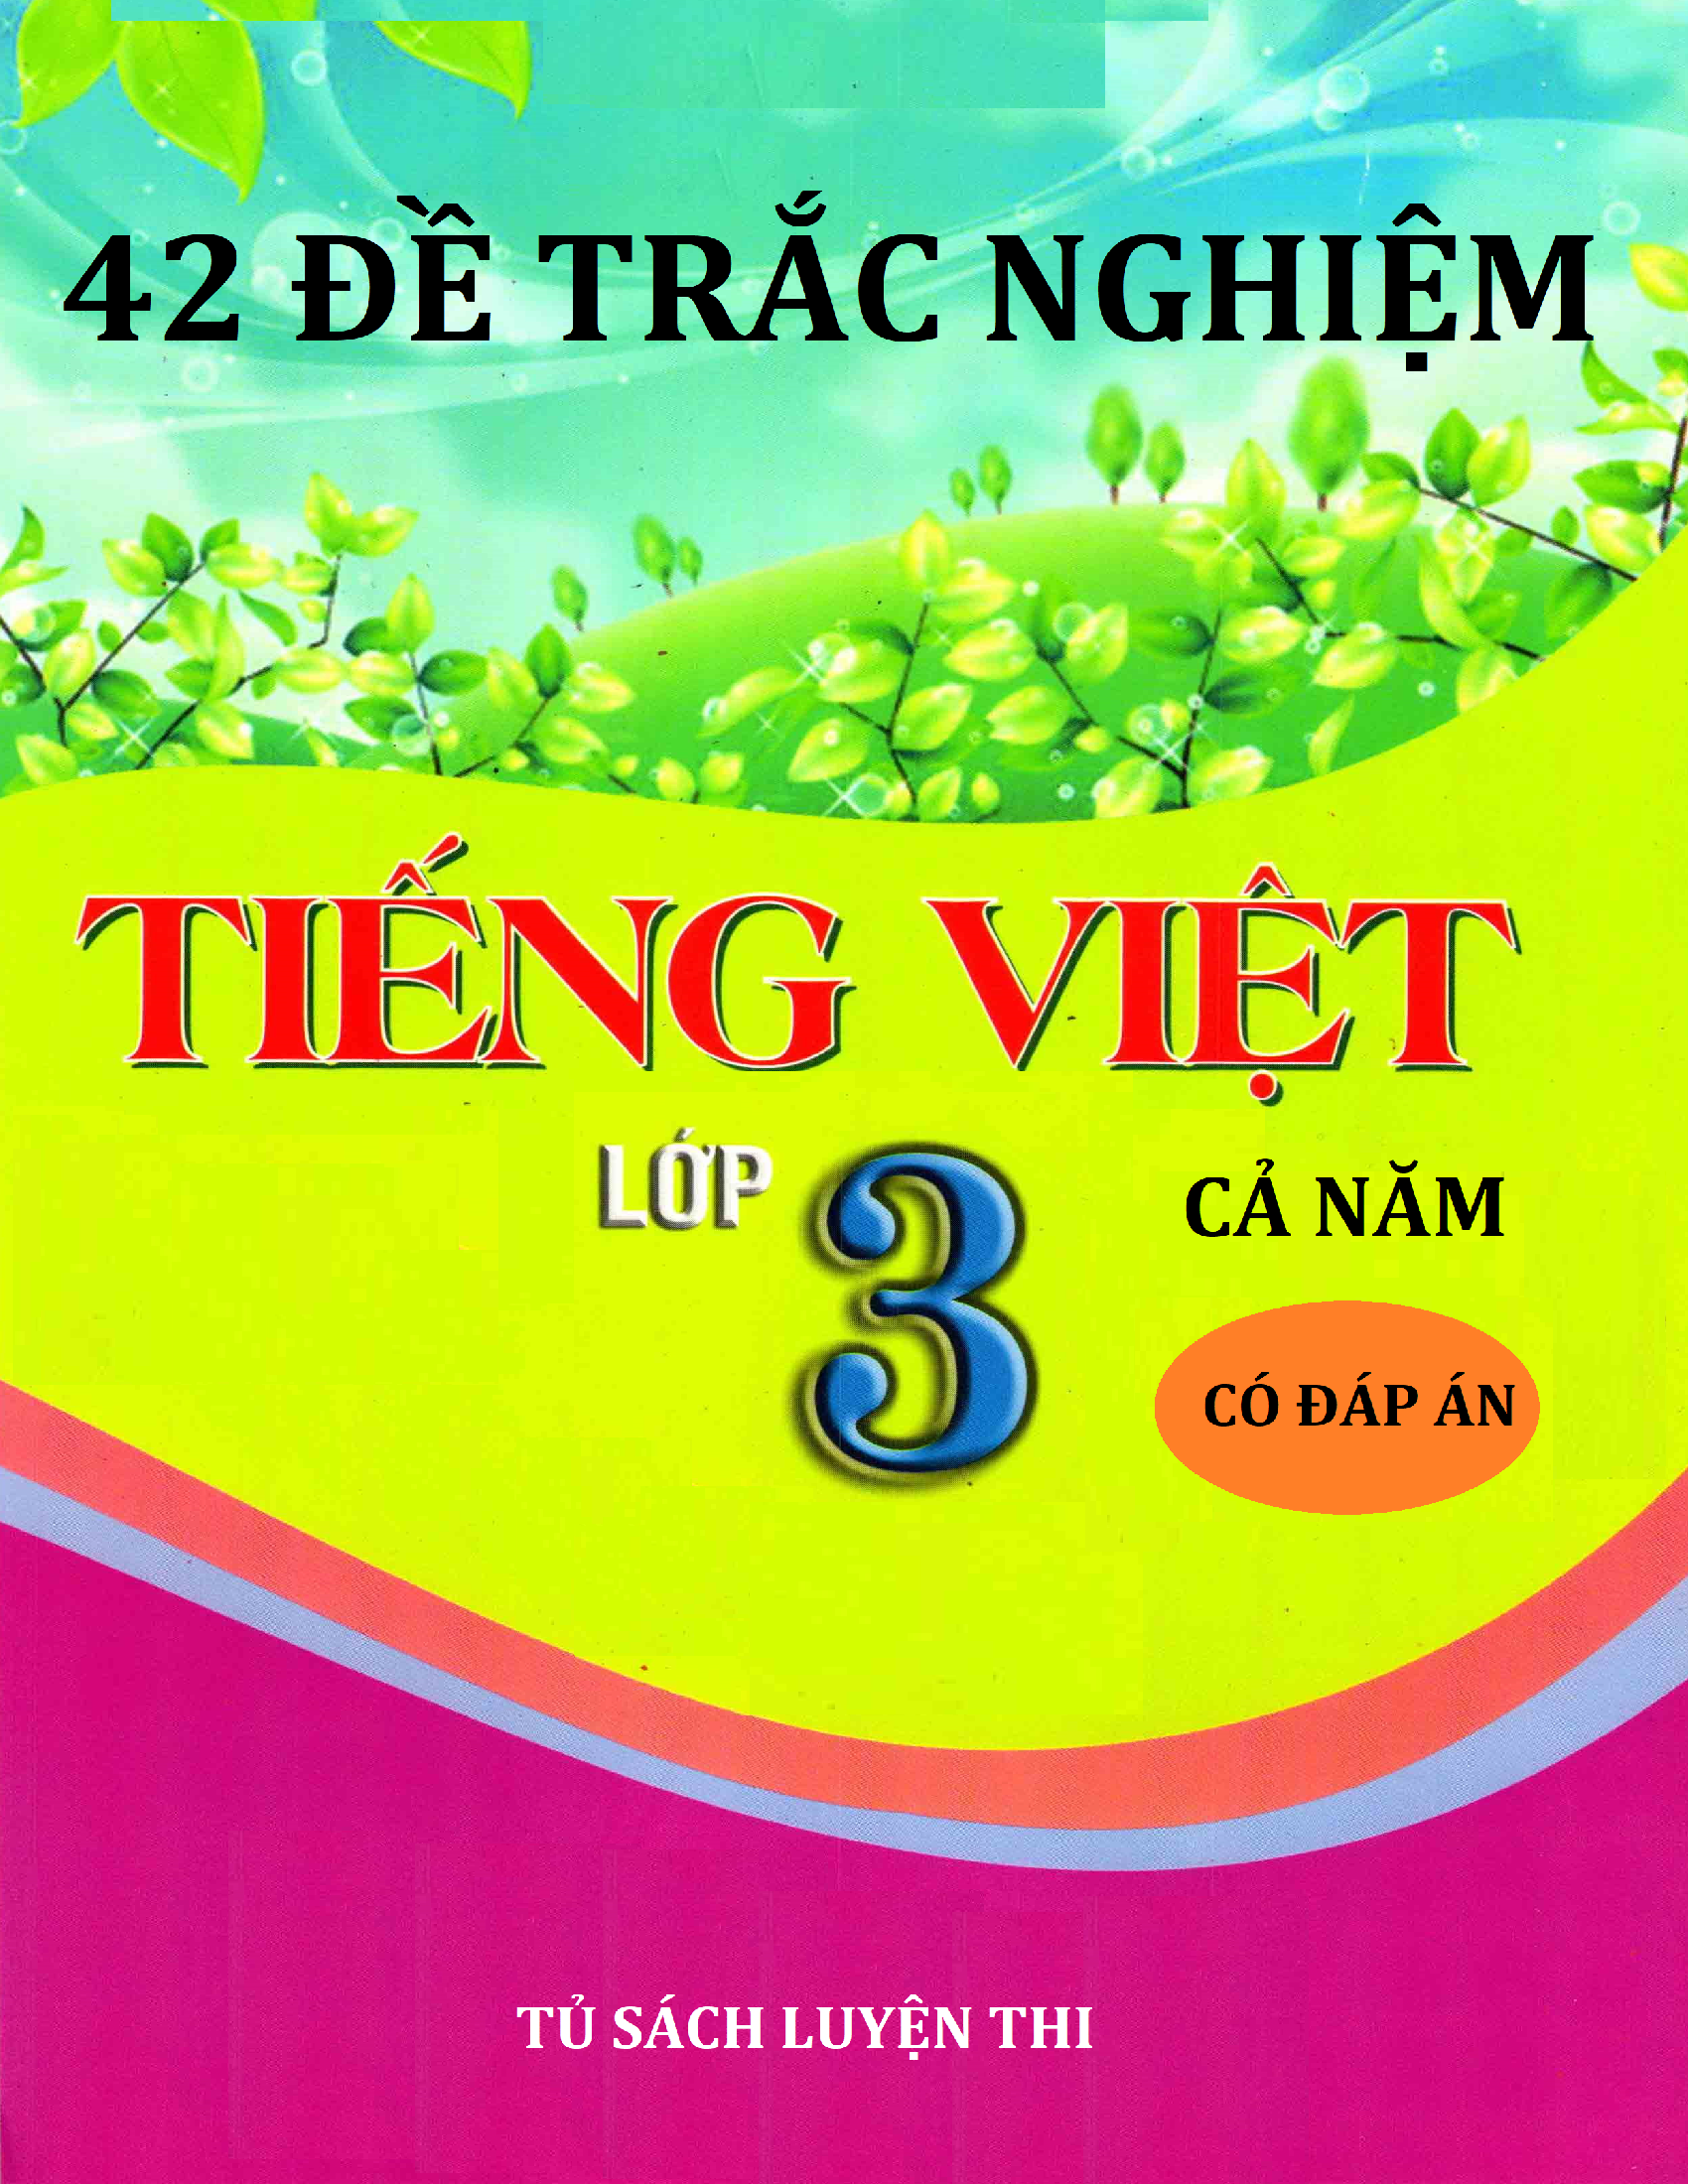 42 ĐỀ TRẮC NGHIỆM
TIẾNG VIỆT
LỚP 3
CẢ NĂM
CÓ ĐÁP ÁN
TỦ SÁCH LUYỆN THI